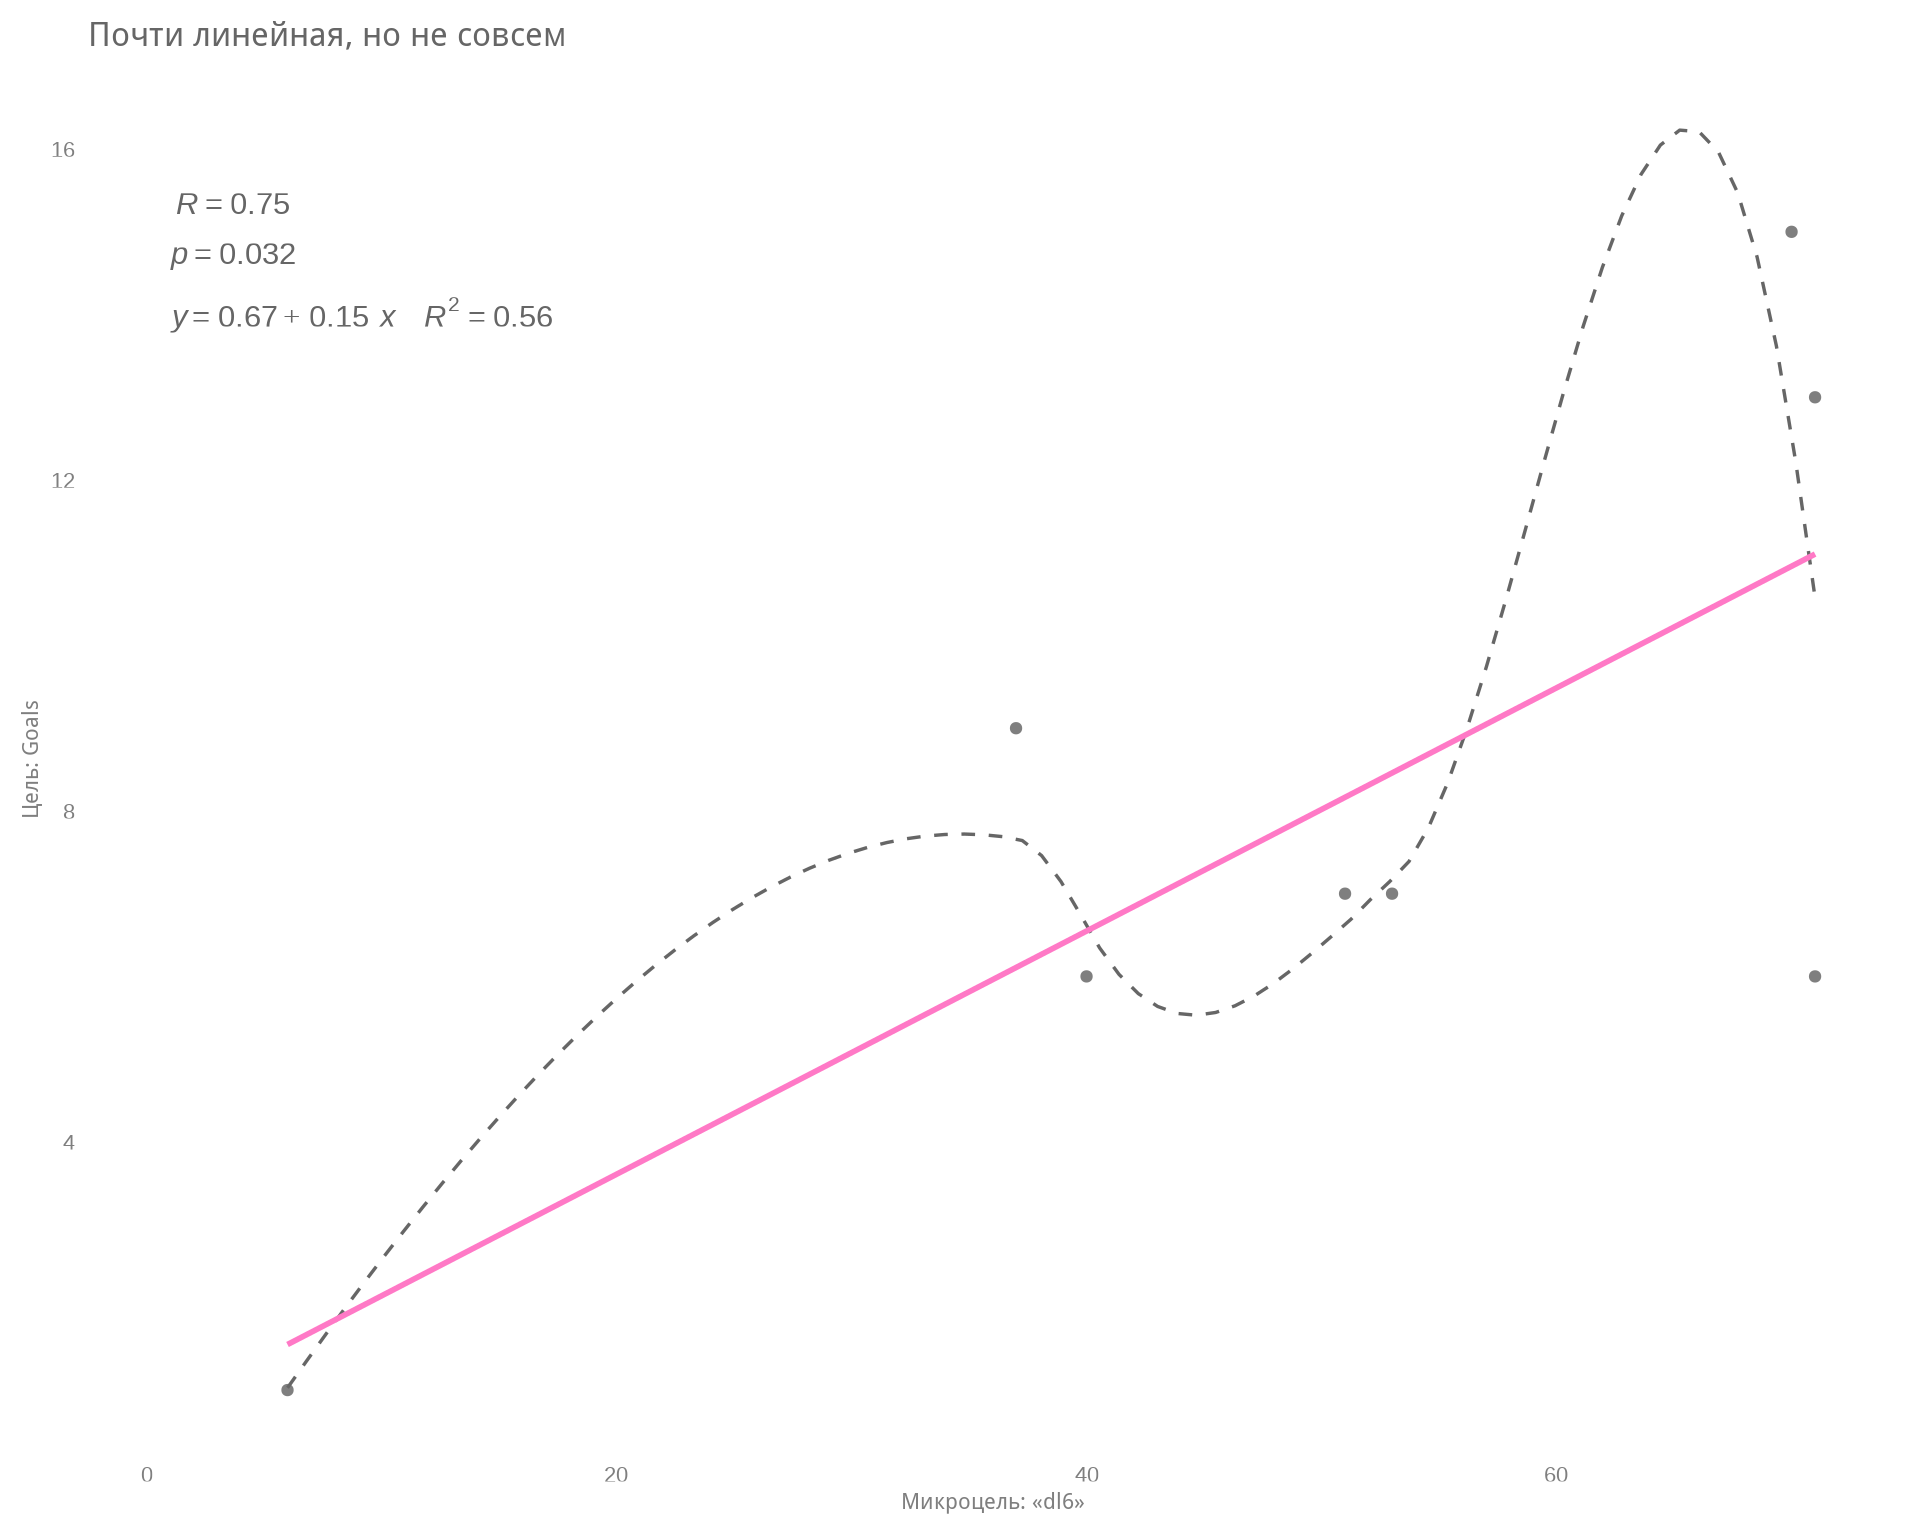 Почти линейная, но не совсем
16
R = 0.75
p = 0.032
y = 0.67 + 0.15 x   R² = 0.56
12
Цель: Goals
8
4
0 20 40 60
Микроцель: «dl6»